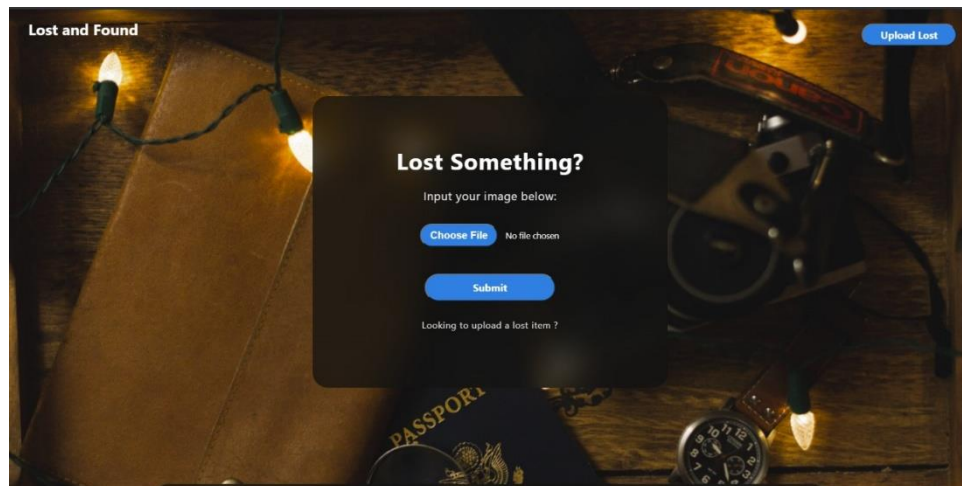 Lost and Found
Upload Lost
Lost Something?
Input your image below:
Choose File No file chosen
Submit
Looking to upload a lost item ?
PASSPORT